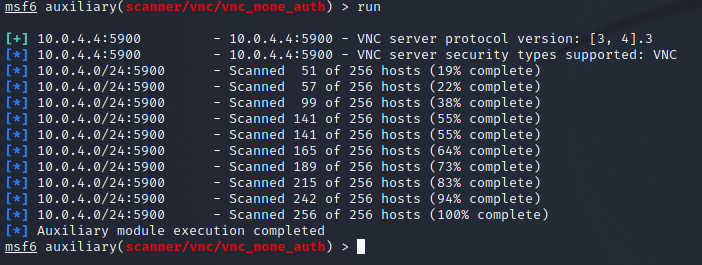 msf6 auxiliary(scanner/vnc/vnc_none_auth) > run
[+] 10.0.4.4:5900 - 10.0.4.4:5900 - VNC server protocol version: [3, 4].3
[*] 10.0.4.4:5900 - 10.0.4.4:5900 - VNC server security types supported: VNC
[*] 10.0.4.0/24:5900 - Scanned 51 of 256 hosts (19% complete)
[*] 10.0.4.0/24:5900 - Scanned 57 of 256 hosts (22% complete)
[*] 10.0.4.0/24:5900 - Scanned 99 of 256 hosts (38% complete)
[*] 10.0.4.0/24:5900 - Scanned 141 of 256 hosts (55% complete)
[*] 10.0.4.0/24:5900 - Scanned 141 of 256 hosts (55% complete)
[*] 10.0.4.0/24:5900 - Scanned 165 of 256 hosts (64% complete)
[*] 10.0.4.0/24:5900 - Scanned 189 of 256 hosts (73% complete)
[*] 10.0.4.0/24:5900 - Scanned 215 of 256 hosts (83% complete)
[*] 10.0.4.0/24:5900 - Scanned 242 of 256 hosts (94% complete)
[*] 10.0.4.0/24:5900 - Scanned 256 of 256 hosts (100% complete)
[*] Auxiliary module execution completed
msf6 auxiliary(scanner/vnc/vnc_none_auth) >